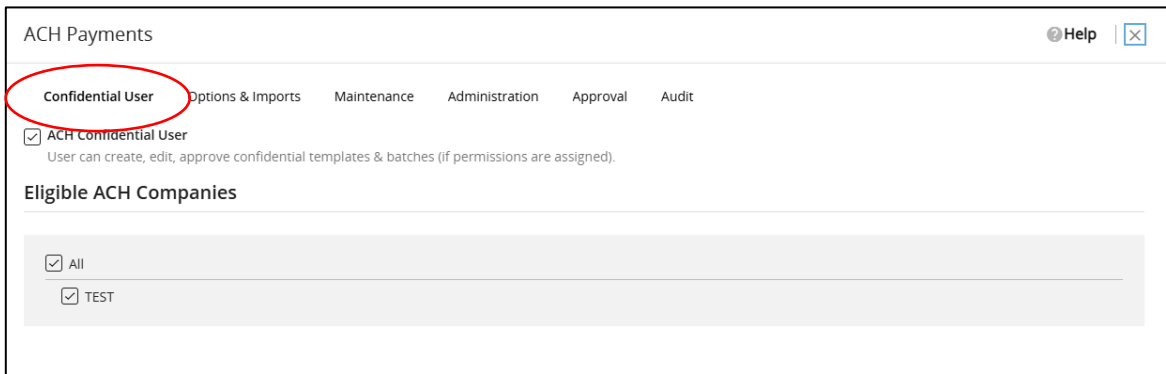 ACH Payments
Help
Confidential User Options & Imports Maintenance Administration Approval Audit
ACH Confidential User
User can create, edit, approve confidential templates & batches (if permissions are assigned).
Eligible ACH Companies
All
TEST